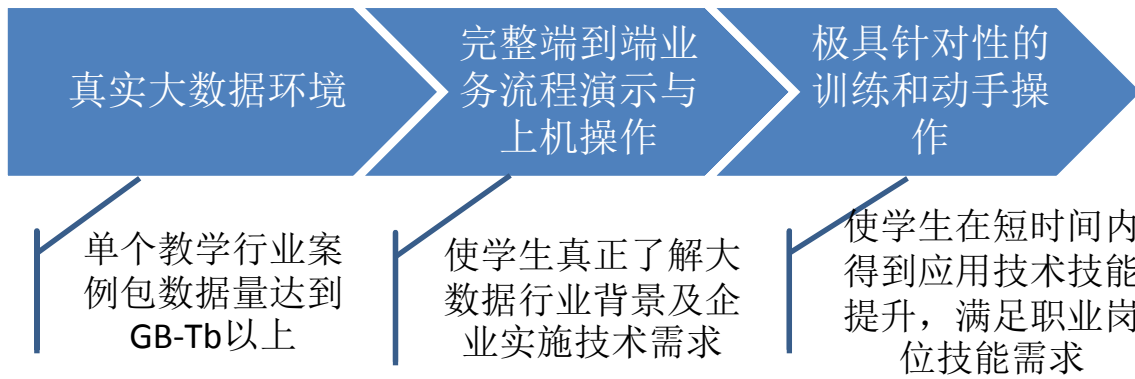 真实大数据环境
完整端到端业
务流程演示与
上机操作
极具针对性的
训练和动手操
作
单个教学行业案
例包数据量达到
GB-Tb以上
使学生真正了解大
数据行业背景及企
业实施技术需求
使学生在短时间内
得到应用技术技能
提升，满足职业岗
位技能需求